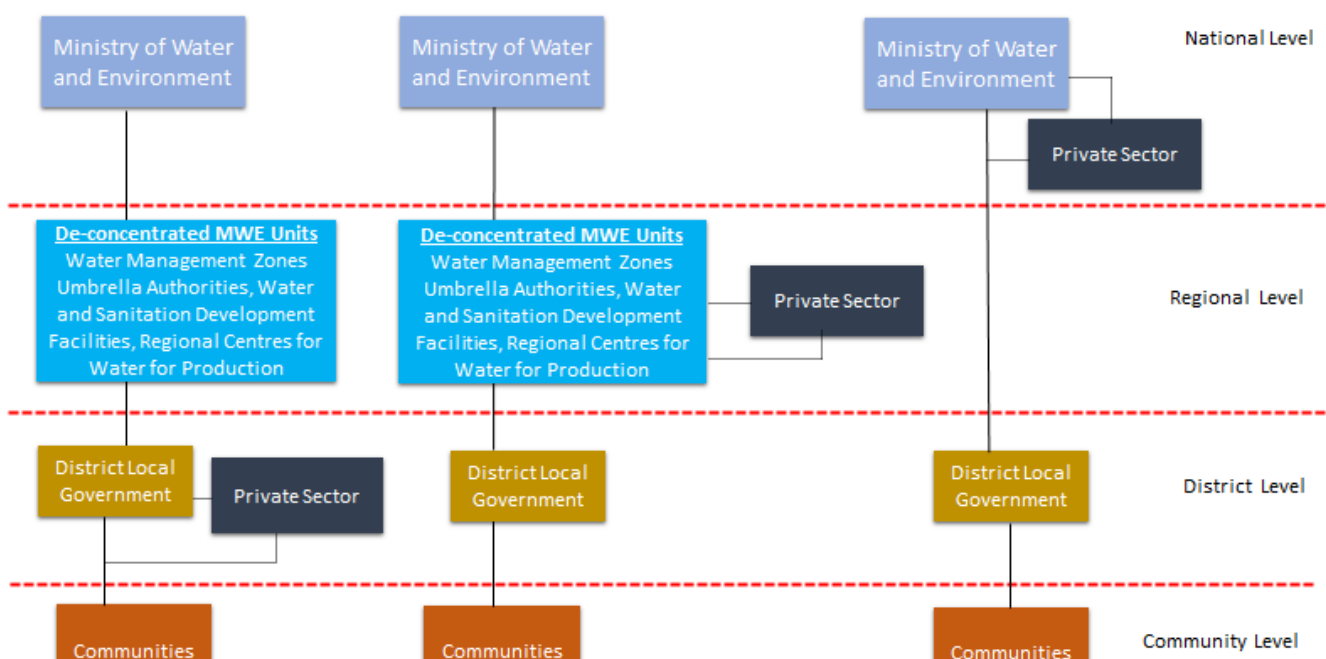 Ministry of Water
and Environment
Ministry of Water
and Environment
Ministry of Water
and Environment
National Level
Private Sector
De-concentrated MWE Units
Water Management Zones
Umbrella Authorities, Water
and Sanitation Development
Facilities, Regional Centres for
Water for Production
De-concentrated MWE Units
Water Management Zones
Umbrella Authorities, Water
and Sanitation Development
Facilities, Regional Centres for
Water for Production
Private Sector
Regional Level
District Local
Government
Private Sector
District Local
Government
District Local
Government
District Level
Communities
Communities
Communities
Community Level